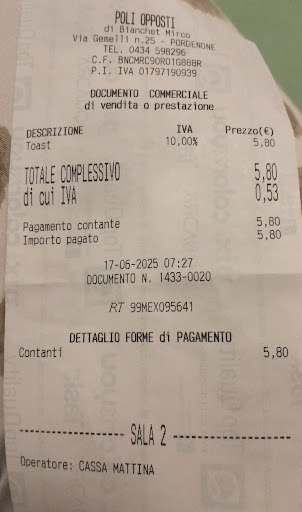 POLI OPPOSTI
di Bianchet Mirco
Via Gemelli n.25 - PORDENONE
TEL. 0434 598296
C.F. BNCMRC90R01G888R
P.I. IVA 01797190939
DOCUMENTO COMMERCIALE
di vendita o prestazione
DESCRIZIONE IVA Prezzo(€)
Toast 10,00% 5,80
TOTALE COMPLESSIVO 5,80
di cui IVA 0,53
Pagamento contante 5,80
Importo pagato 5,80
17-06-2025 07:27
DOCUMENTO N. 1433-0020
RT 99MEX095641
DETTAGLIO FORME di PAGAMENTO
Contanti 5,80
SALA 2
Operatore: CASSA MATTINA